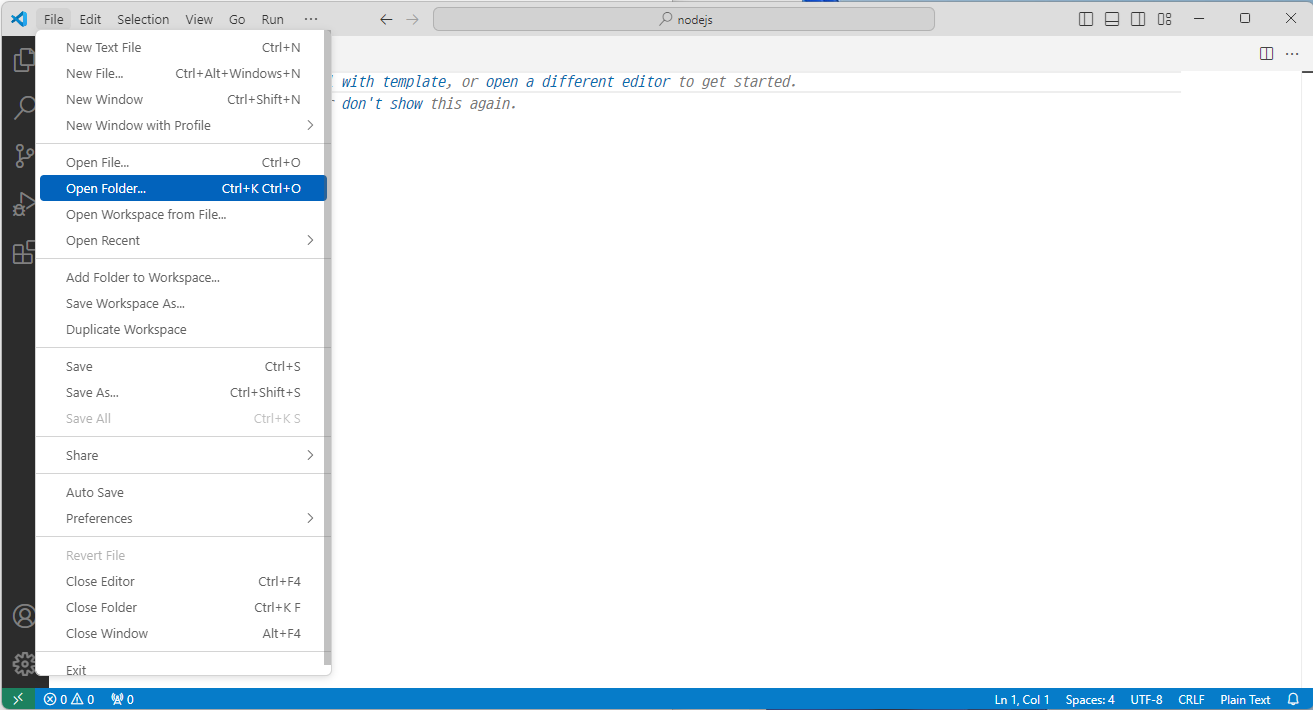 File Edit Selection View Go Run ···
nodejs
New Text File Ctrl+N
New File... Ctrl+Alt+Windows+N
New Window Ctrl+Shift+N
New Window with Profile
Open File... Ctrl+O
Open Folder... Ctrl+K Ctrl+O
Open Workspace from File...
Open Recent
Add Folder to Workspace...
Save Workspace As...
Duplicate Workspace
Save Ctrl+S
Save As... Ctrl+Shift+S
Save All Ctrl+K S
Share
Auto Save
Preferences
Revert File
Close Editor Ctrl+F4
Close Folder Ctrl+K F
Close Window Alt+F4
Exit
with template, or open a different editor to get started.
don't show this again.
0 0 0 Ln 1, Col 1 Spaces: 4 UTF-8 CRLF Plain Text